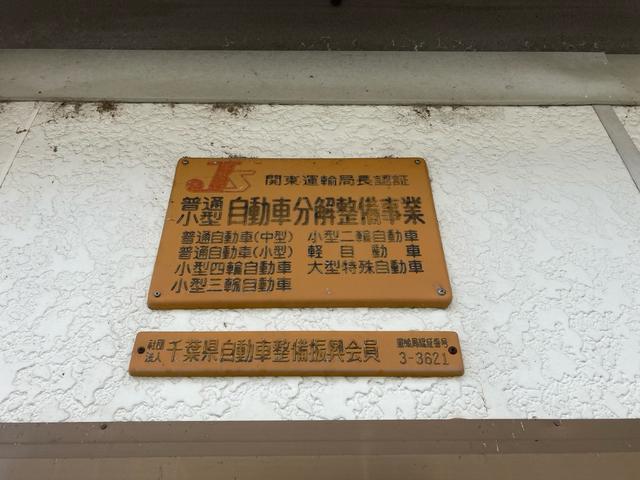 関東運輸局長認証
普通
小型 自動車分解整備事業
普通自動車(中型) 小型二輪自動車
普通自動車(小型) 軽自動車
小型四輪自動車 大型特殊自動車
小型三輪自動車
社団
法人 千葉県自動車整備振興会員
3-3621